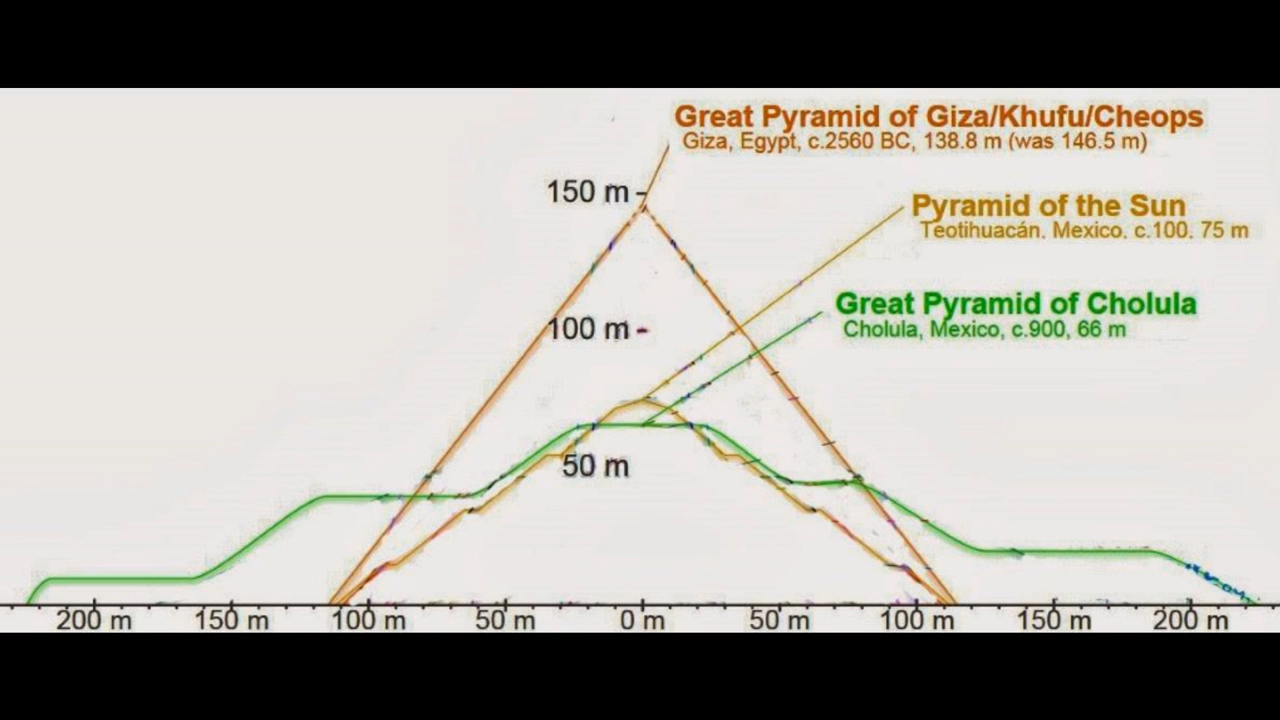 Great Pyramid of Giza/Khufu/Cheops
Giza, Egypt, c.2560 BC, 138.8 m (was 146.5 m)
150 m
Pyramid of the Sun
Teotihuacán, Mexico, c.100, 75 m
Great Pyramid of Cholula
Cholula, Mexico, c.900, 66 m
100 m
50 m
200 m 150 m 100 m 50 m 0 m 50 m 100 m 150 m 200 m